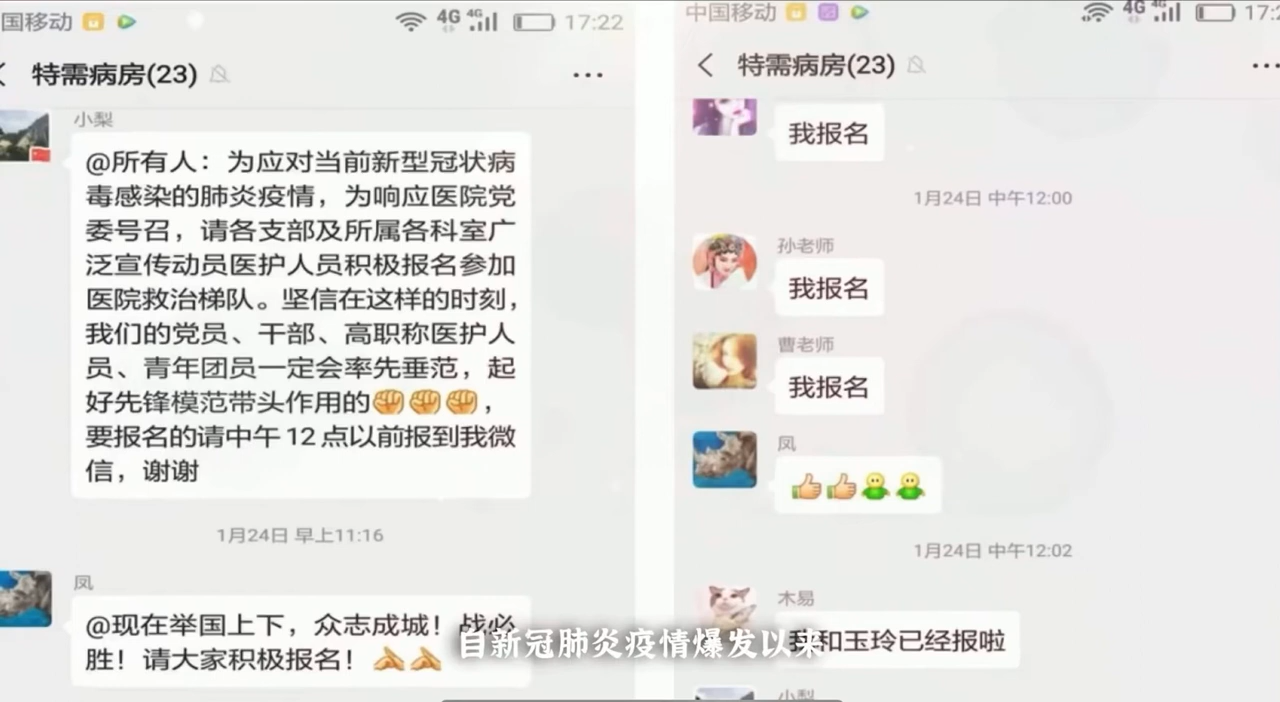 国移动
4G 4G 17:22
特需病房(23)
小梨
@所有人：为应对当前新型冠状病
毒感染的肺炎疫情，为响应医院党
委号召，请各支部及所属各科室广
泛宣传动员医护人员积极报名参加
医院救治梯队。坚信在这样的时刻，
我们的党员、干部、高职称医护人
员、青年团员一定会率先垂范，起
好先锋模范带头作用的✊✊✊，
要报名的请中午12点以前报到我微
信，谢谢
1月24日 早上11:16
凤
@现在举国上下，众志成城！战必
胜！请大家积极报名！
中国移动
4G 4G 17:2
特需病房(23)
我报名
1月24日 中午12:00
孙老师
我报名
曹老师
我报名
凤
👍👍
1月24日 中午12:02
木易
我和玉玲已经报啦
小梨
自新冠肺炎疫情爆发以来